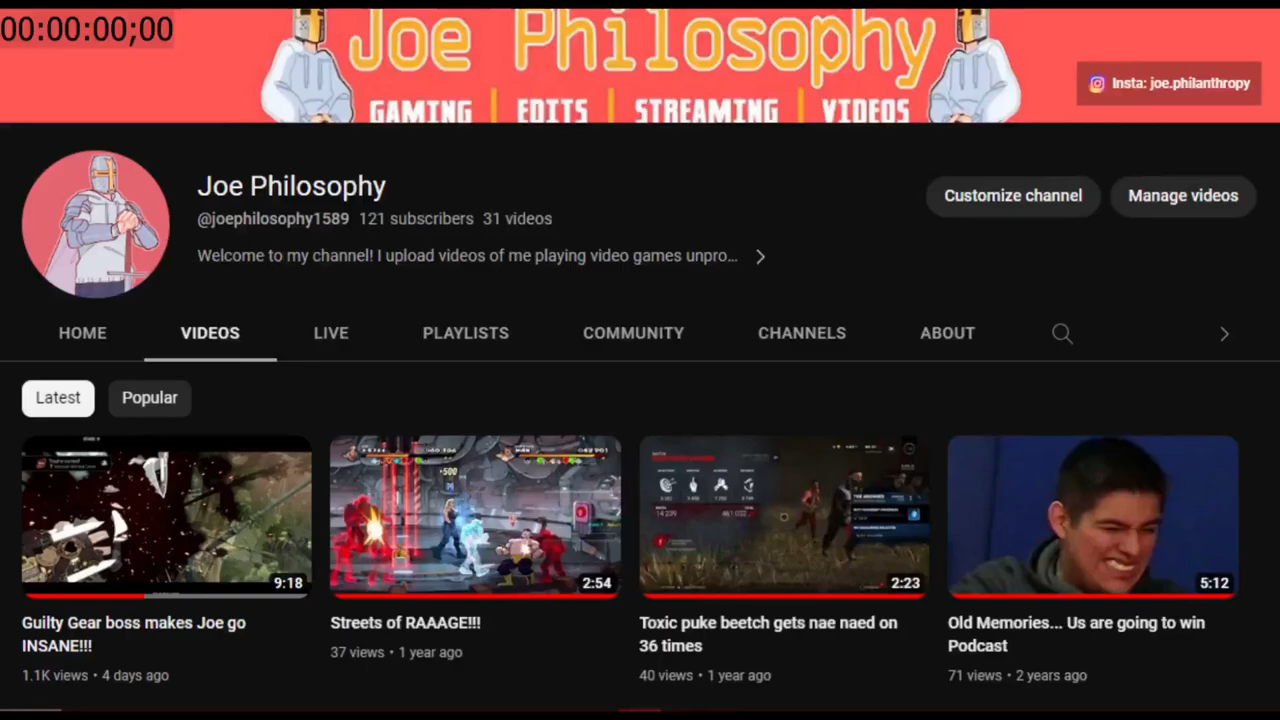 00:00:00;00
Joe Philosophy
GAMING | EDITS | STREAMING | VIDEOS
Insta: joe.philanthropy
Joe Philosophy
@joephilosophy1589 121 subscribers 31 videos
Welcome to my channel! I upload videos of me playing video games unpro...
Customize channel
Manage videos
HOME VIDEOS LIVE PLAYLISTS COMMUNITY CHANNELS ABOUT
Latest Popular
+500
9:18
2:54
2:23
5:12
Guilty Gear boss makes Joe go
INSANE!!!
1.1K views • 4 days ago
Streets of RAAAGE!!!
37 views • 1 year ago
Toxic puke beetch gets nae naed on
36 times
40 views • 1 year ago
Old Memories... Us are going to win
Podcast
71 views • 2 years ago